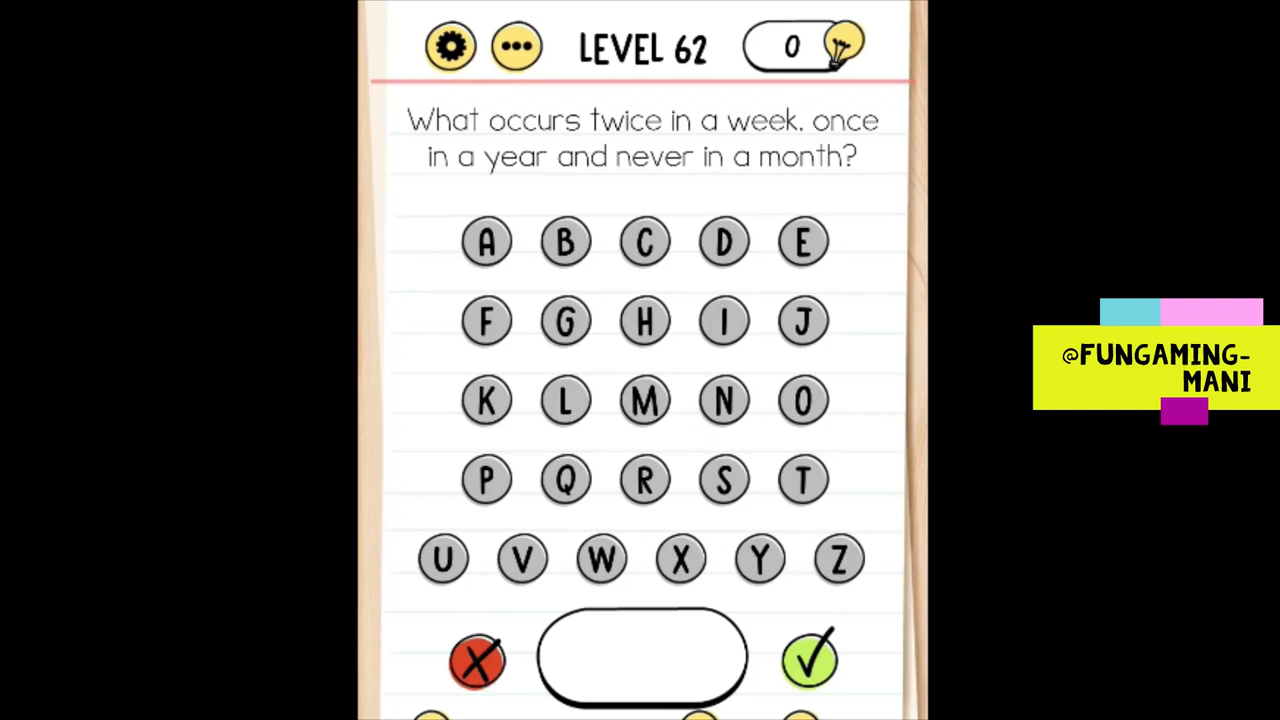 LEVEL 62
0
What occurs twice in a week. once
in a year and never in a month?
A B C D E
F G H I J
K L M N O
P Q R S T
U V W X Y Z
@FUNGAMING-
MANI